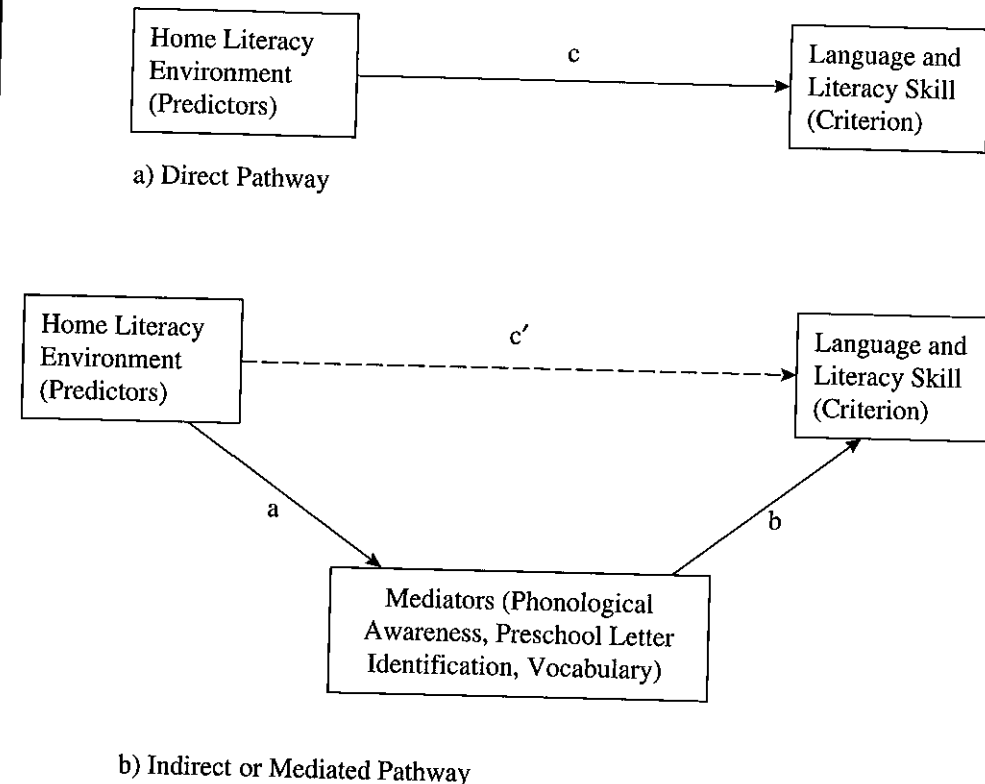 Home Literacy
Environment
(Predictors)
c
Language and
Literacy Skill
(Criterion)
a) Direct Pathway
Home Literacy
Environment
(Predictors)
c′
Language and
Literacy Skill
(Criterion)
a
b
Mediators (Phonological
Awareness, Preschool Letter
Identification, Vocabulary)
b) Indirect or Mediated Pathway